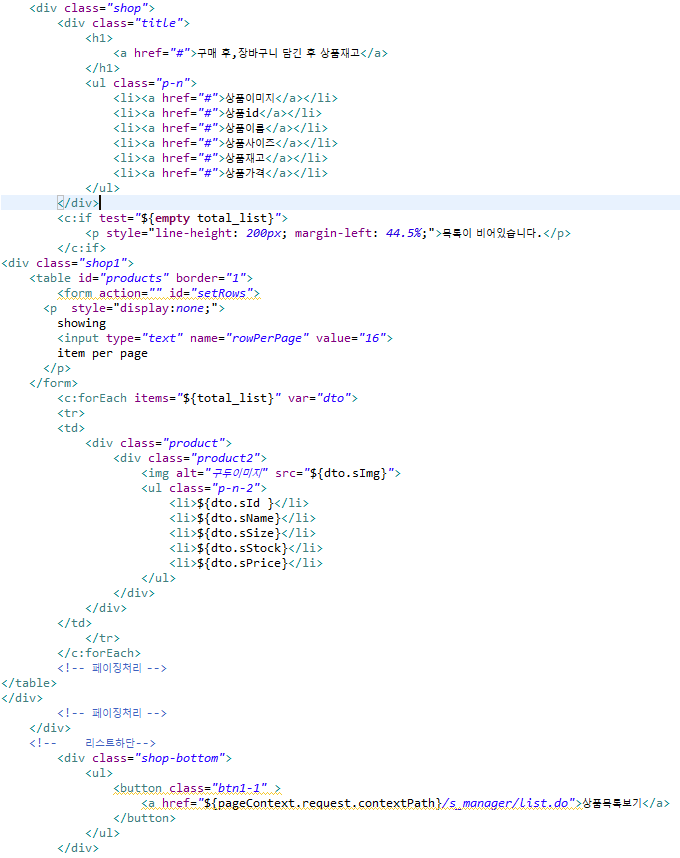 <div class="shop">
<div class="title">
<h1>
<a href="#">구매 후,장바구니 담긴 후 상품재고</a>
</h1>
<ul class="p-n">
<li><a href="#">상품이미지</a></li>
<li><a href="#">상품id</a></li>
<li><a href="#">상품이름</a></li>
<li><a href="#">상품사이즈</a></li>
<li><a href="#">상품재고</a></li>
<li><a href="#">상품가격</a></li>
</ul>
</div>
<c:if test="${empty total_list}">
<p style="line-height: 200px; margin-left: 44.5%;">목록이 비어있습니다.</p>
</c:if>
<div class="shop1">
<table id="products" border="1">
<form action="" id="setRows">
<p  style="display:none;">
showing
<input type="text" name="rowPerPage" value="16">
item per page
</p>
</form>
<c:forEach items="${total_list}" var="dto">
<tr>
<td>
<div class="product">
<div class="product2">
<img alt="구두이미지" src="${dto.sImg}">
<ul class="p-n-2">
<li>${dto.sId }</li>
<li>${dto.sName}</li>
<li>${dto.sSize}</li>
<li>${dto.sStock}</li>
<li>${dto.sPrice}</li>
</ul>
</div>
</div>
</td>
</tr>
</c:forEach>
<!-- 페이징처리 -->
</table>
</div>
<!-- 페이징처리 -->
</div>
<!--    리스트하단-->
<div class="shop-bottom">
<ul>
<button class="btn1-1" >
<a href="${pageContext.request.contextPath}/s_manager/list.do">상품목록보기</a>
</button>
</ul>
</div>